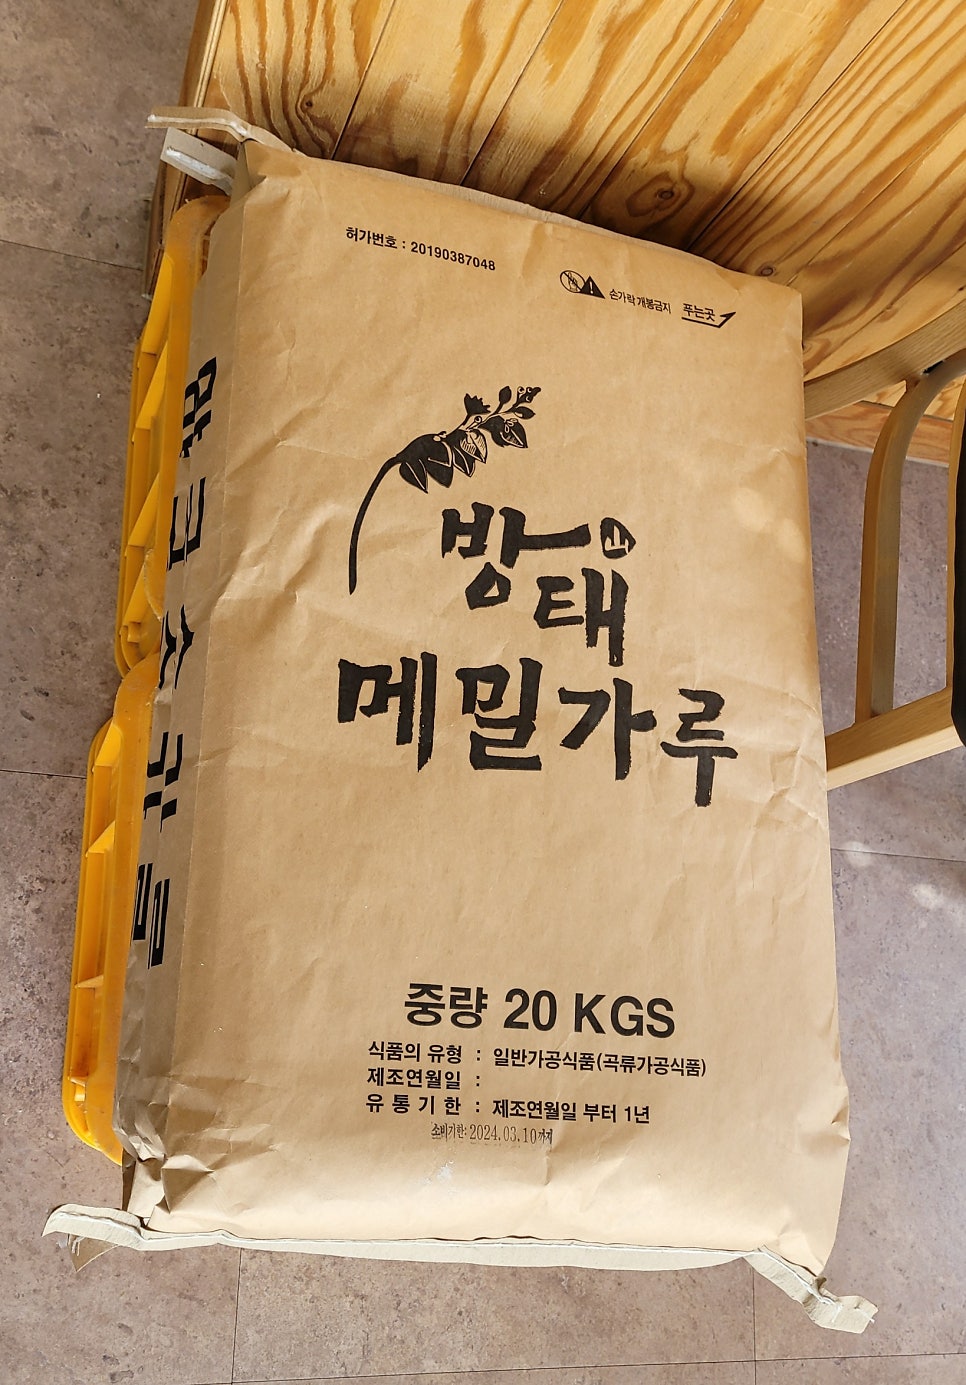 허가번호 : 20190387048
손가락 개봉금지 푸는곳
방태
山
메밀가루
중량 20 KGS
식품의 유형 : 일반가공식품(곡류가공식품)
제조연월일 :
유 통 기 한 : 제조연월일 부터 1년
소비기한: 2024.03.10까지